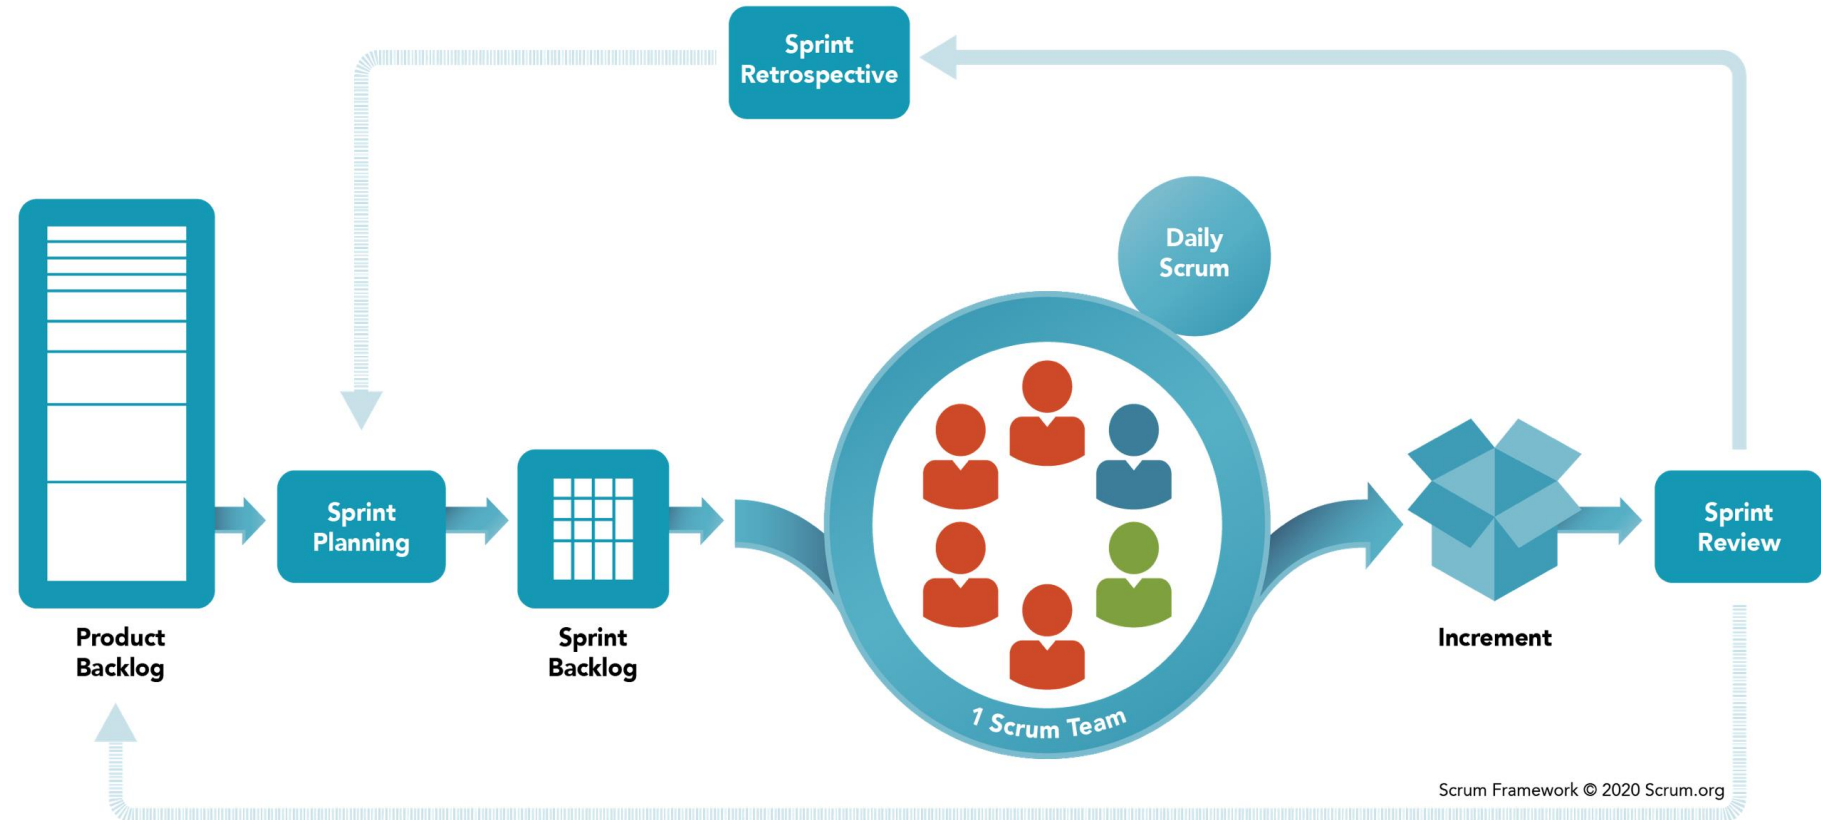 Sprint
Retrospective
Daily
Scrum
Sprint
Planning
Sprint
Review
Product
Backlog
Sprint
Backlog
1 Scrum Team
Increment
Scrum Framework © 2020 Scrum.org